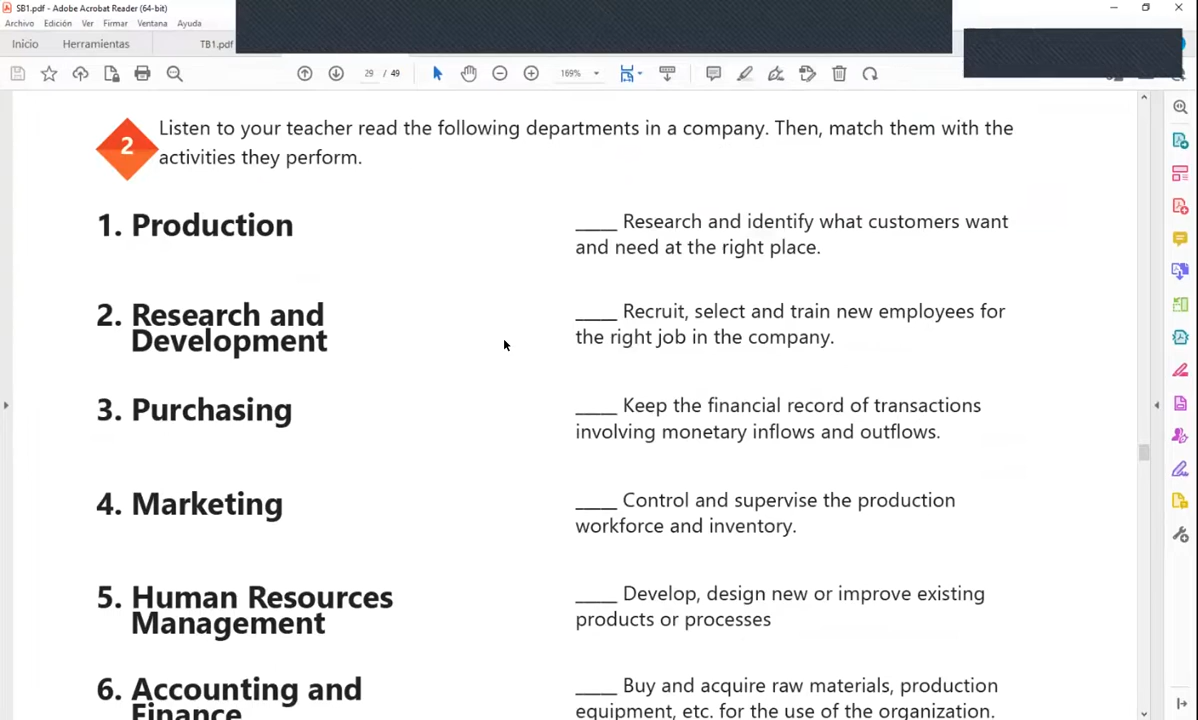 SB1.pdf - Adobe Acrobat Reader (64-bit)
Archivo Edición Ver Firmar Ventana Ayuda
Inicio Herramientas TB1.pdf
29 / 49 169%
2
Listen to your teacher read the following departments in a company. Then, match them with the
activities they perform.
1. Production
____ Research and identify what customers want
and need at the right place.
2. Research and
Development
____ Recruit, select and train new employees for
the right job in the company.
3. Purchasing
____ Keep the financial record of transactions
involving monetary inflows and outflows.
4. Marketing
____ Control and supervise the production
workforce and inventory.
5. Human Resources
Management
____ Develop, design new or improve existing
products or processes
6. Accounting and
Finance
____ Buy and acquire raw materials, production
equipment, etc. for the use of the organization.